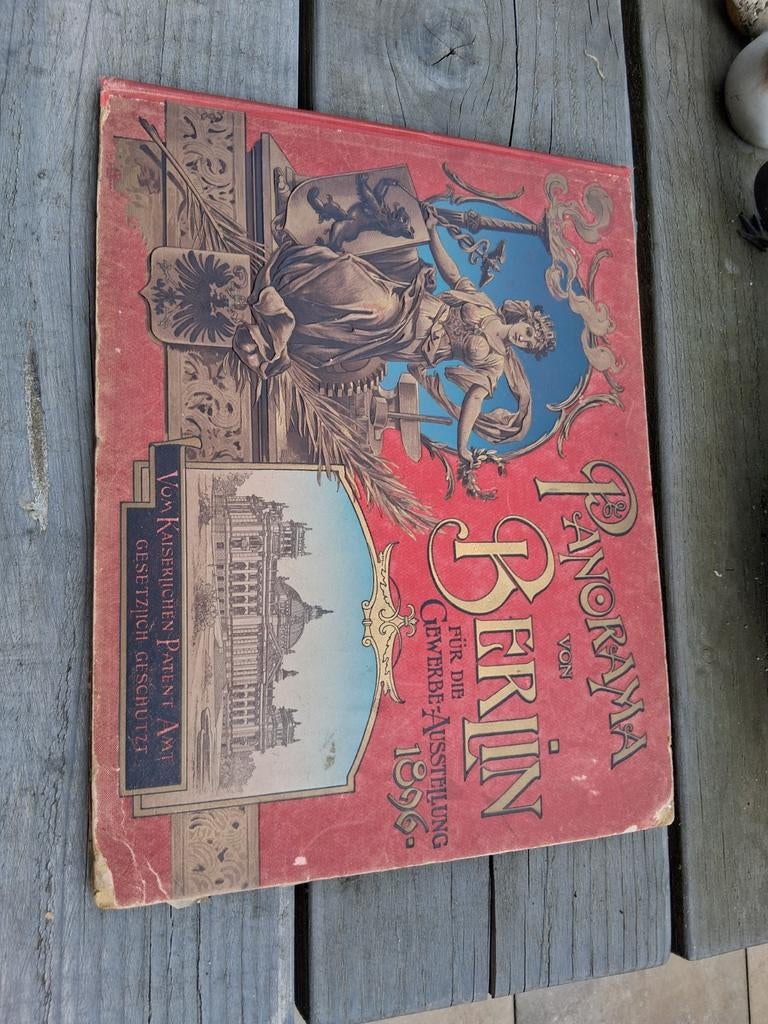 PANORAMA
VON
BERLIN
FÜR DIE
GEWERBE-AUSSTELLUNG
1896.
VOM KAISERLICHEN PATENT AMT
GESETZLICH GESCHÜTZT.